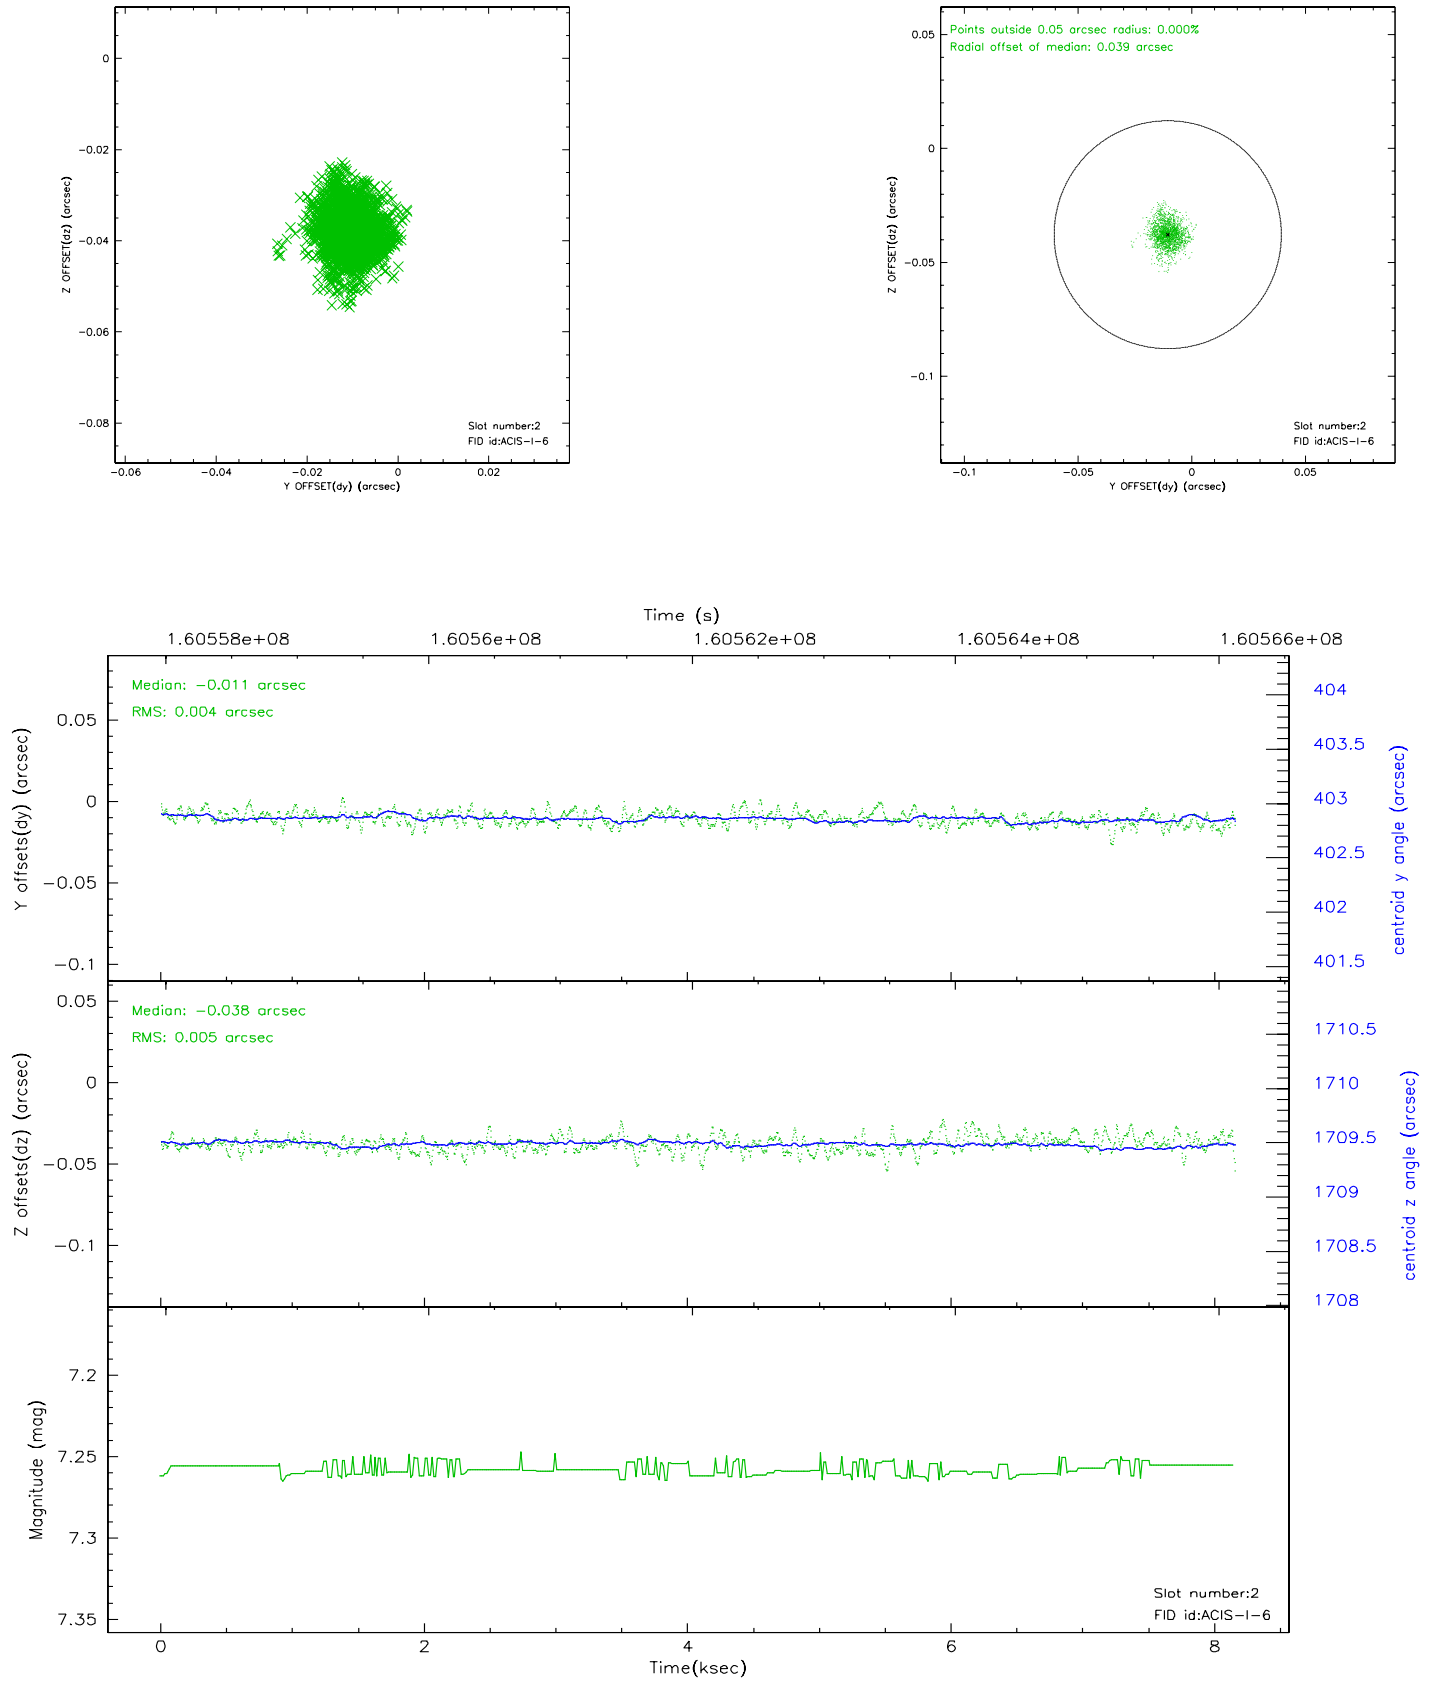 0
-0.02
-0.04
-0.06
-0.08
Z OFFSET(dz) (arcsec)
Slot number:2
FID id:ACIS-I-6
-0.06 -0.04 -0.02 0 0.02
Y OFFSET(dy) (arcsec)
Points outside 0.05 arcsec radius: 0.000%
Radial offset of median: 0.039 arcsec
0.05
0
-0.05
-0.1
Z OFFSET(dz) (arcsec)
Slot number:2
FID id:ACIS-I-6
-0.1 -0.05 0 0.05
Y OFFSET(dy) (arcsec)
Time (s)
1.60558e+08 1.6056e+08 1.60562e+08 1.60564e+08 1.60566e+08
Median: -0.011 arcsec
RMS: 0.004 arcsec
0.05
0
-0.05
-0.1
Y offsets(dy) (arcsec)
404
403.5
403
402.5
402
401.5
centroid y angle (arcsec)
Median: -0.038 arcsec
RMS: 0.005 arcsec
0.05
0
-0.05
-0.1
Z offsets(dz) (arcsec)
1710.5
1710
1709.5
1709
1708.5
1708
centroid z angle (arcsec)
7.2
7.25
7.3
7.35
Magnitude (mag)
Slot number:2
FID id:ACIS-I-6
0 2 4 6 8
Time(ksec)